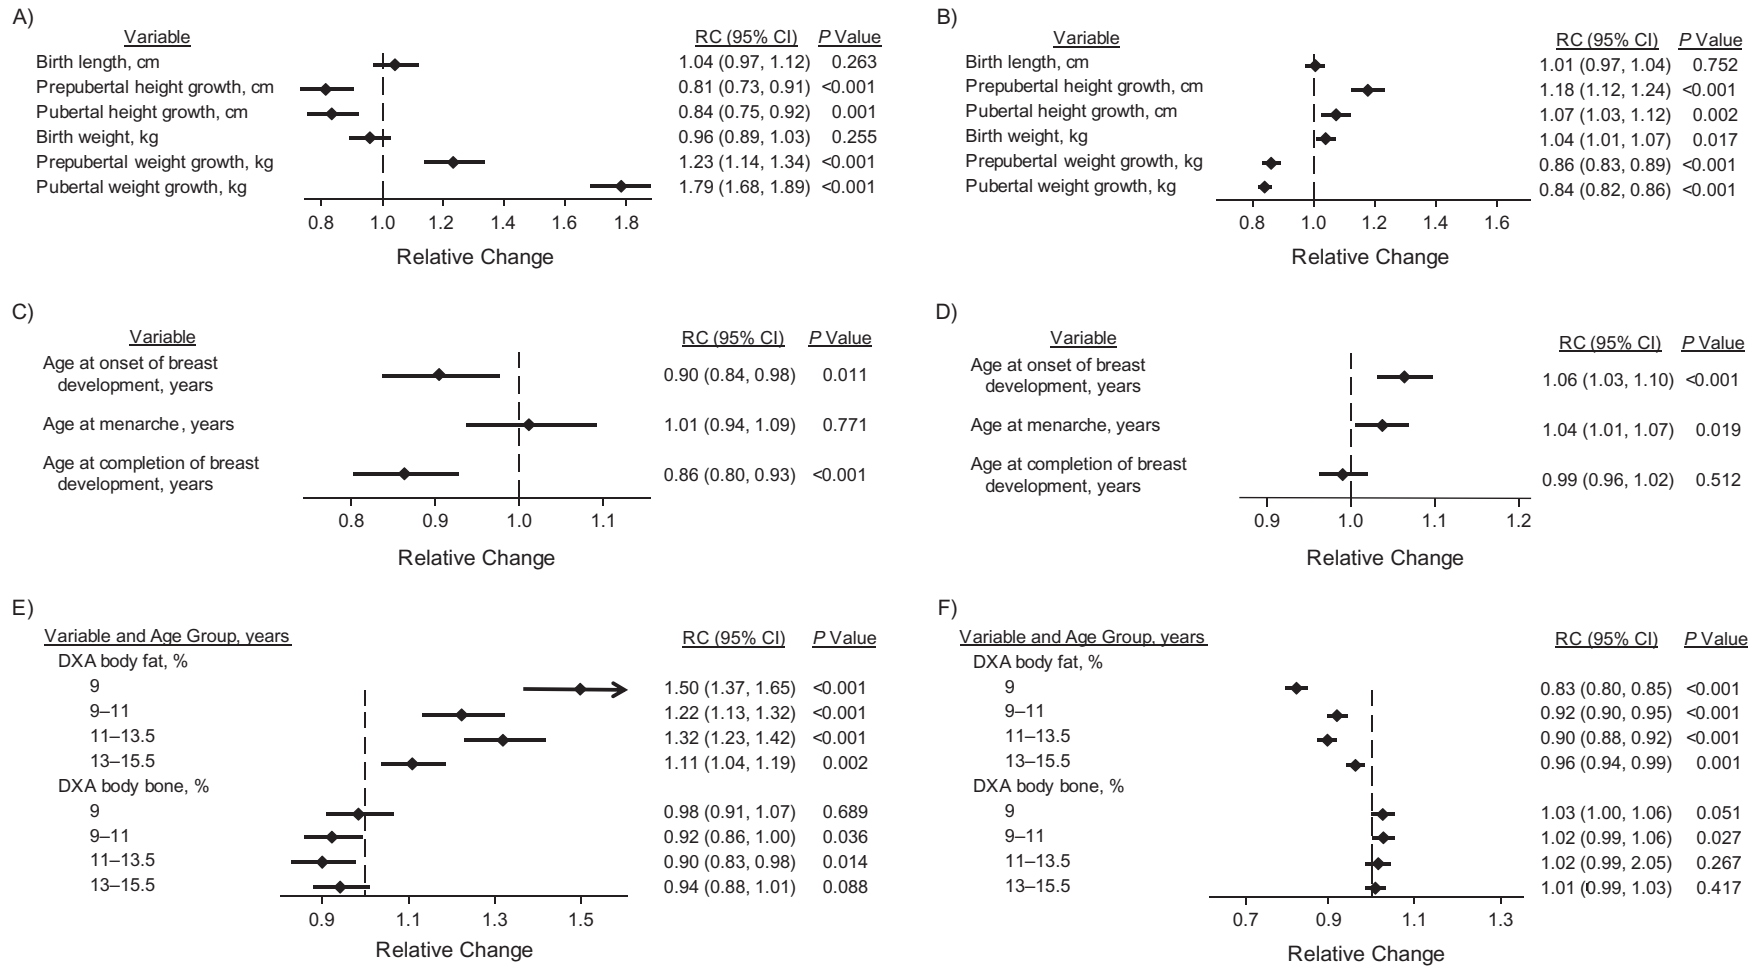 A)
Variable RC (95% CI) P Value
Birth length, cm 1.04 (0.97, 1.12) 0.263
Prepubertal height growth, cm 0.81 (0.73, 0.91) <0.001
Pubertal height growth, cm 0.84 (0.75, 0.92) 0.001
Birth weight, kg 0.96 (0.89, 1.03) 0.255
Prepubertal weight growth, kg 1.23 (1.14, 1.34) <0.001
Pubertal weight growth, kg 1.79 (1.68, 1.89) <0.001
0.8 1.0 1.2 1.4 1.6 1.8
Relative Change
B)
Variable RC (95% CI) P Value
Birth length, cm 1.01 (0.97, 1.04) 0.752
Prepubertal height growth, cm 1.18 (1.12, 1.24) <0.001
Pubertal height growth, cm 1.07 (1.03, 1.12) 0.002
Birth weight, kg 1.04 (1.01, 1.07) 0.017
Prepubertal weight growth, kg 0.86 (0.83, 0.89) <0.001
Pubertal weight growth, kg 0.84 (0.82, 0.86) <0.001
0.8 1.0 1.2 1.4 1.6
Relative Change
C)
Variable RC (95% CI) P Value
Age at onset of breast
development, years 0.90 (0.84, 0.98) 0.011
Age at menarche, years 1.01 (0.94, 1.09) 0.771
Age at completion of breast
development, years 0.86 (0.80, 0.93) <0.001
0.8 0.9 1.0 1.1
Relative Change
D)
Variable RC (95% CI) P Value
Age at onset of breast
development, years 1.06 (1.03, 1.10) <0.001
Age at menarche, years 1.04 (1.01, 1.07) 0.019
Age at completion of breast
development, years 0.99 (0.96, 1.02) 0.512
0.9 1.0 1.1 1.2
Relative Change
E)
Variable and Age Group, years RC (95% CI) P Value
DXA body fat, %
9 1.50 (1.37, 1.65) <0.001
9–11 1.22 (1.13, 1.32) <0.001
11–13.5 1.32 (1.23, 1.42) <0.001
13–15.5 1.11 (1.04, 1.19) 0.002
DXA body bone, %
9 0.98 (0.91, 1.07) 0.689
9–11 0.92 (0.86, 1.00) 0.036
11–13.5 0.90 (0.83, 0.98) 0.014
13–15.5 0.94 (0.88, 1.01) 0.088
0.9 1.1 1.3 1.5
Relative Change
F)
Variable and Age Group, years RC (95% CI) P Value
DXA body fat, %
9 0.83 (0.80, 0.85) <0.001
9–11 0.92 (0.90, 0.95) <0.001
11–13.5 0.90 (0.88, 0.92) <0.001
13–15.5 0.96 (0.94, 0.99) 0.001
DXA body bone, %
9 1.03 (1.00, 1.06) 0.051
9–11 1.02 (0.99, 1.06) 0.027
11–13.5 1.02 (0.99, 2.05) 0.267
13–15.5 1.01 (0.99, 1.03) 0.417
0.7 0.9 1.1 1.3
Relative Change